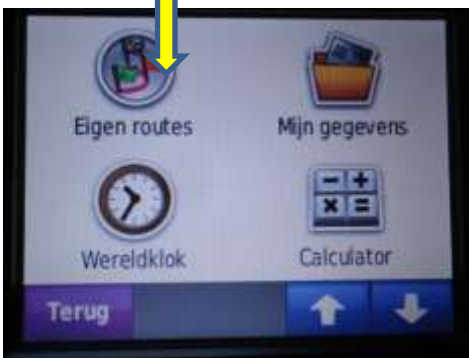 Eigen routes
Mijn gegevens
Wereldklok
Calculator
Terug